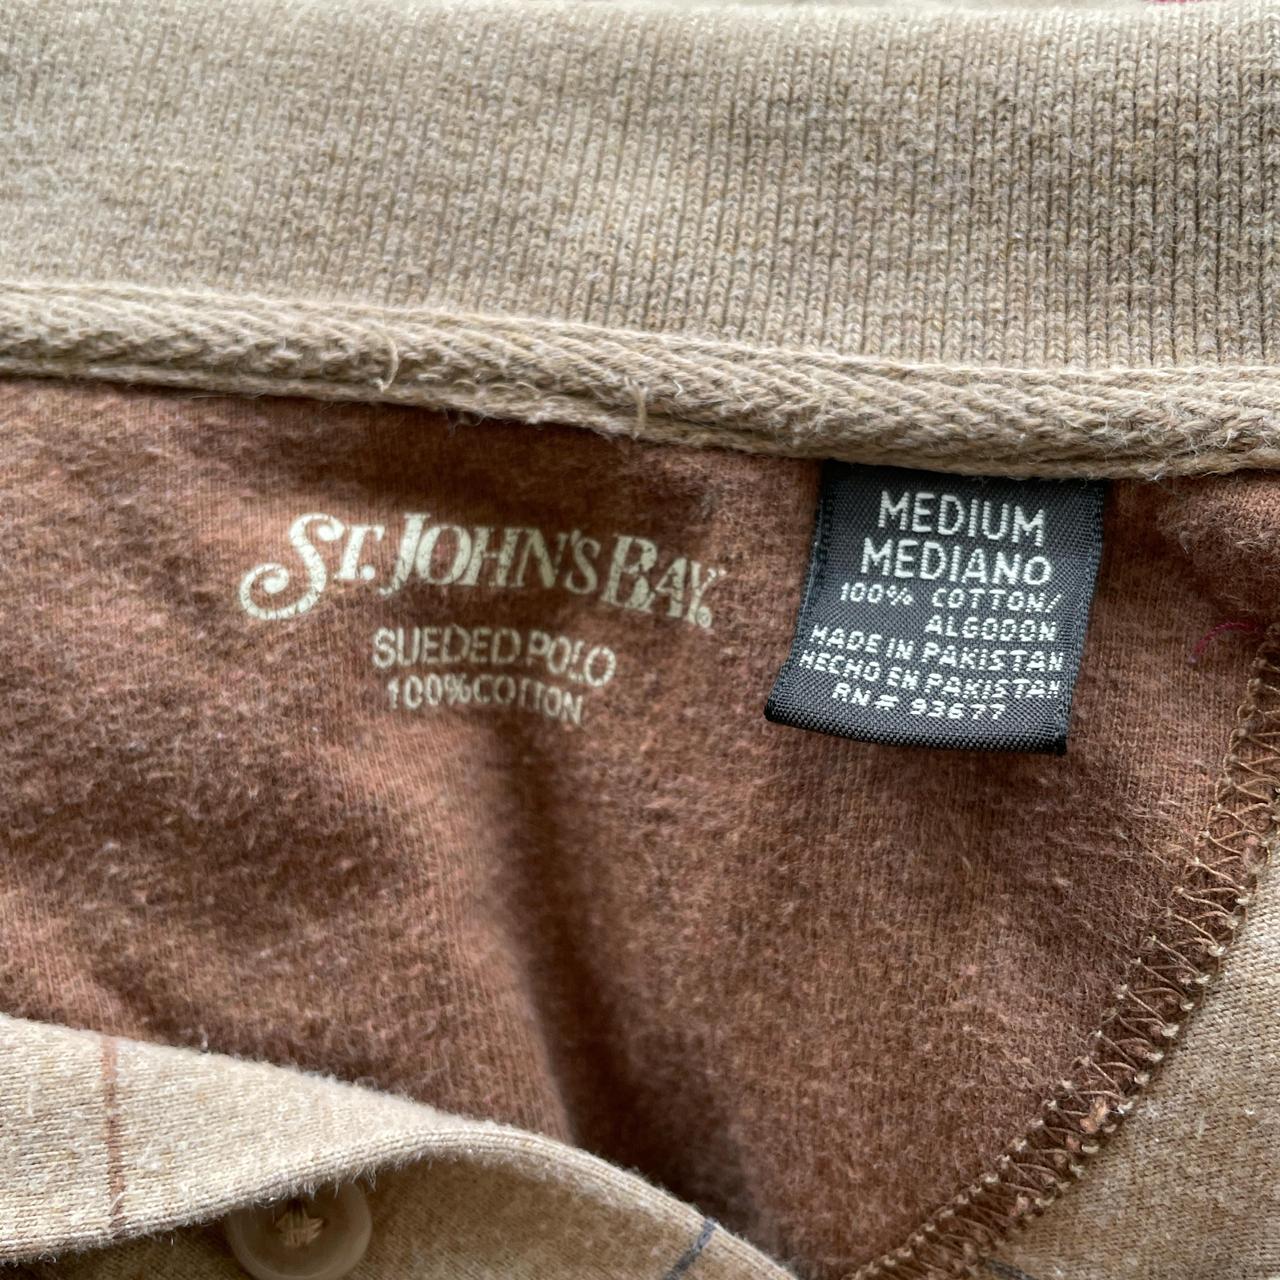 ST. JOHN'S BAY®
SUEDED POLO
100% COTTON
MEDIUM
MEDIANO
100% COTTON/
ALGODON
MADE IN PAKISTAN
HECHO EN PAKISTAN
RN# 93677